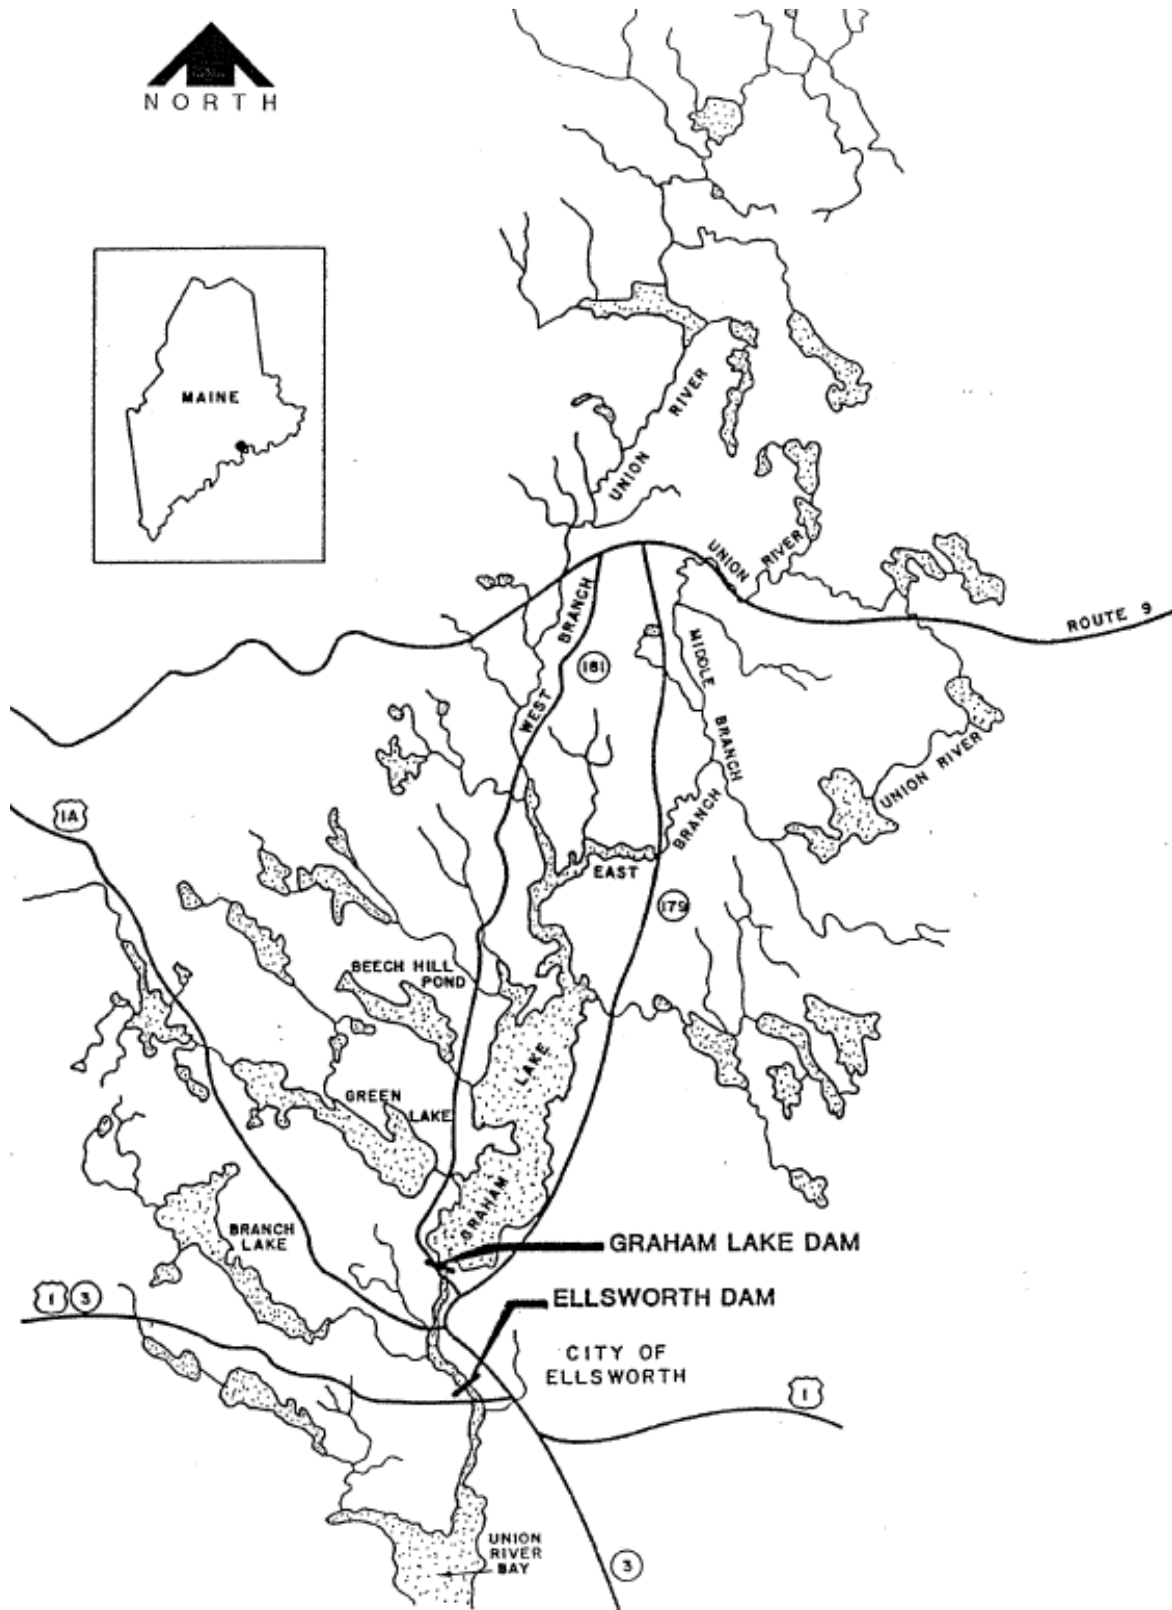 NORTH
MAINE
RIVER
UNION
UNION
RIVER
ROUTE 9
BRANCH
WEST
181
MIDDLE
BRANCH
UNION RIVER
1A
BRANCH
EAST
179
BEECH HILL
POND
LAKE
GREEN
LAKE
GRAHAM
BRANCH
LAKE
GRAHAM LAKE DAM
1 3
ELLSWORTH DAM
CITY OF
ELLSWORTH
1
UNION
RIVER
BAY
3